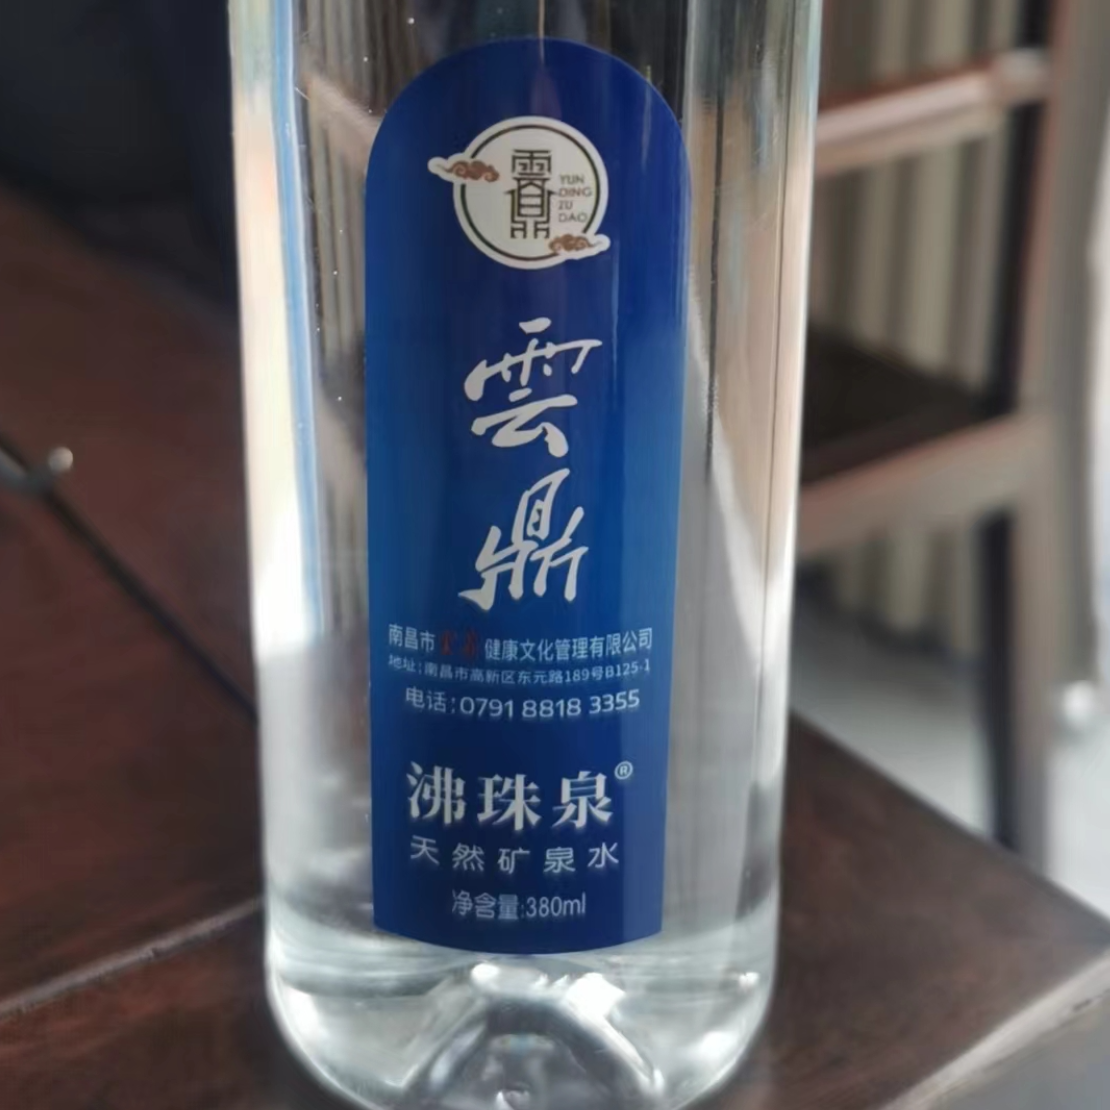 雲鼎
YUN
DING
ZU
DAO
雲
鼎
南昌市 健康文化管理有限公司
地址:南昌市高新区东元路189号B125-1
电话:0791 8818 3355
沸珠泉®
天然矿泉水
净含量:380ml